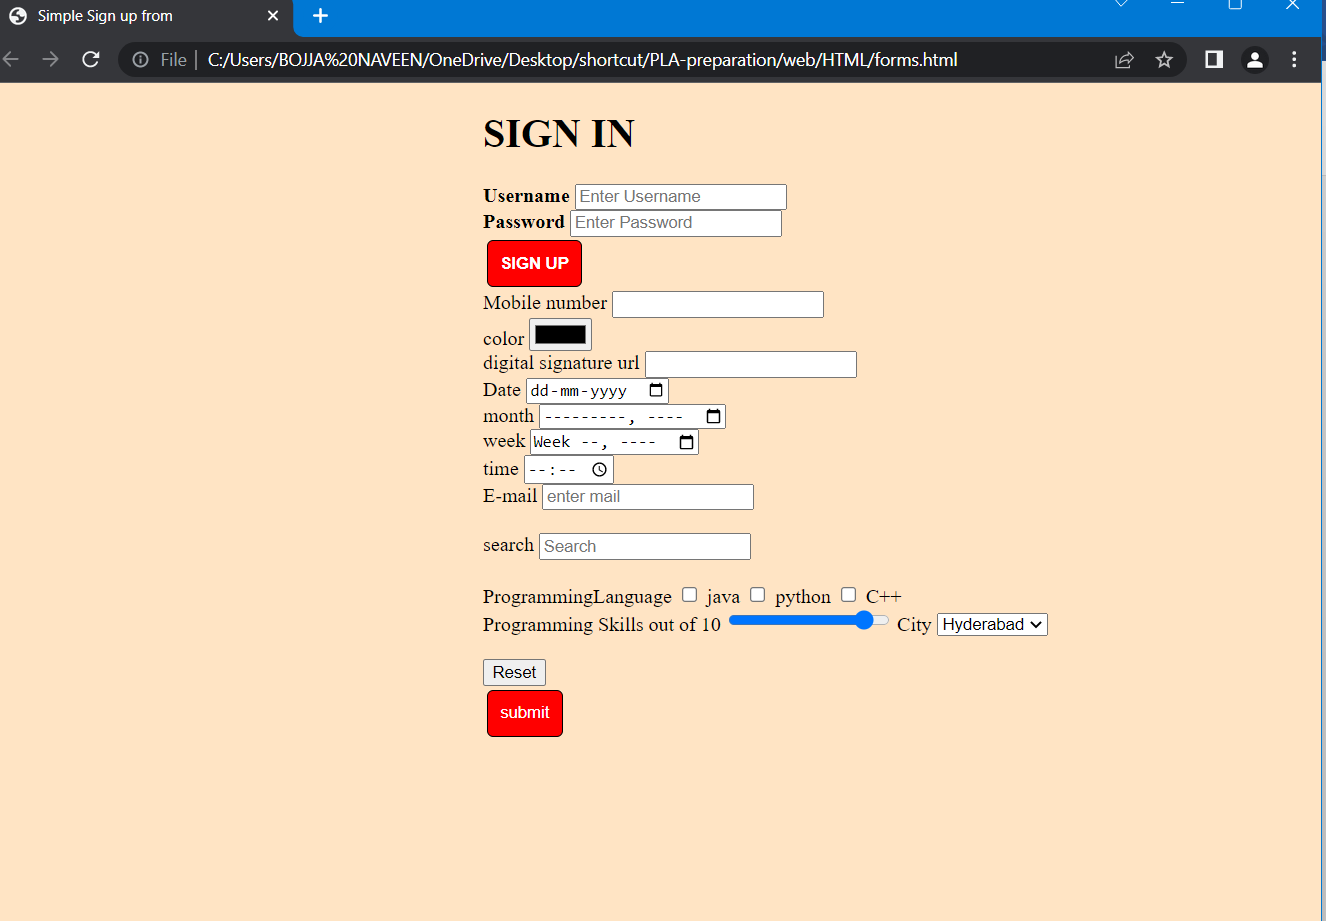 Simple Sign up from
File | C:/Users/BOJJA%20NAVEEN/OneDrive/Desktop/shortcut/PLA-preparation/web/HTML/forms.html
SIGN IN
Username Enter Username
Password Enter Password
SIGN UP
Mobile number
color
digital signature url
Date dd-mm-yyyy
month ---------, ----
week Week --, ----
time --:--
E-mail enter mail
search Search
ProgrammingLanguage java python C++
Programming Skills out of 10 City Hyderabad
Reset
submit